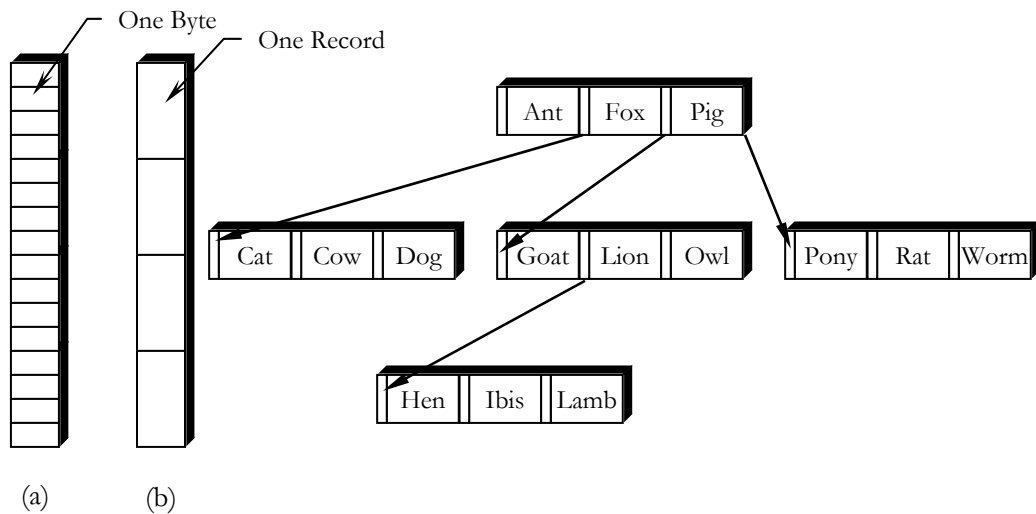 One Byte
One Record
Ant Fox Pig
Cat Cow Dog
Goat Lion Owl
Pony Rat Worm
Hen Ibis Lamb
(a)
(b)